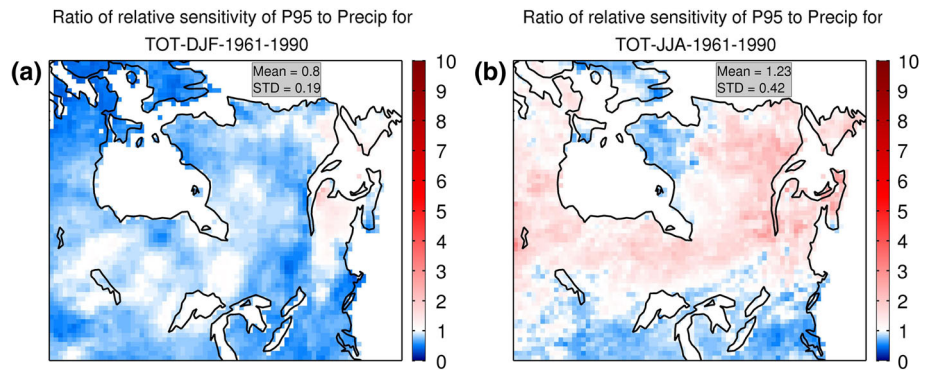 Ratio of relative sensitivity of P95 to Precip for
TOT-DJF-1961-1990
(a)
Mean = 0.8
STD = 0.19
10
9
8
7
6
5
4
3
2
1
0
Ratio of relative sensitivity of P95 to Precip for
TOT-JJA-1961-1990
(b)
Mean = 1.23
STD = 0.42
10
9
8
7
6
5
4
3
2
1
0